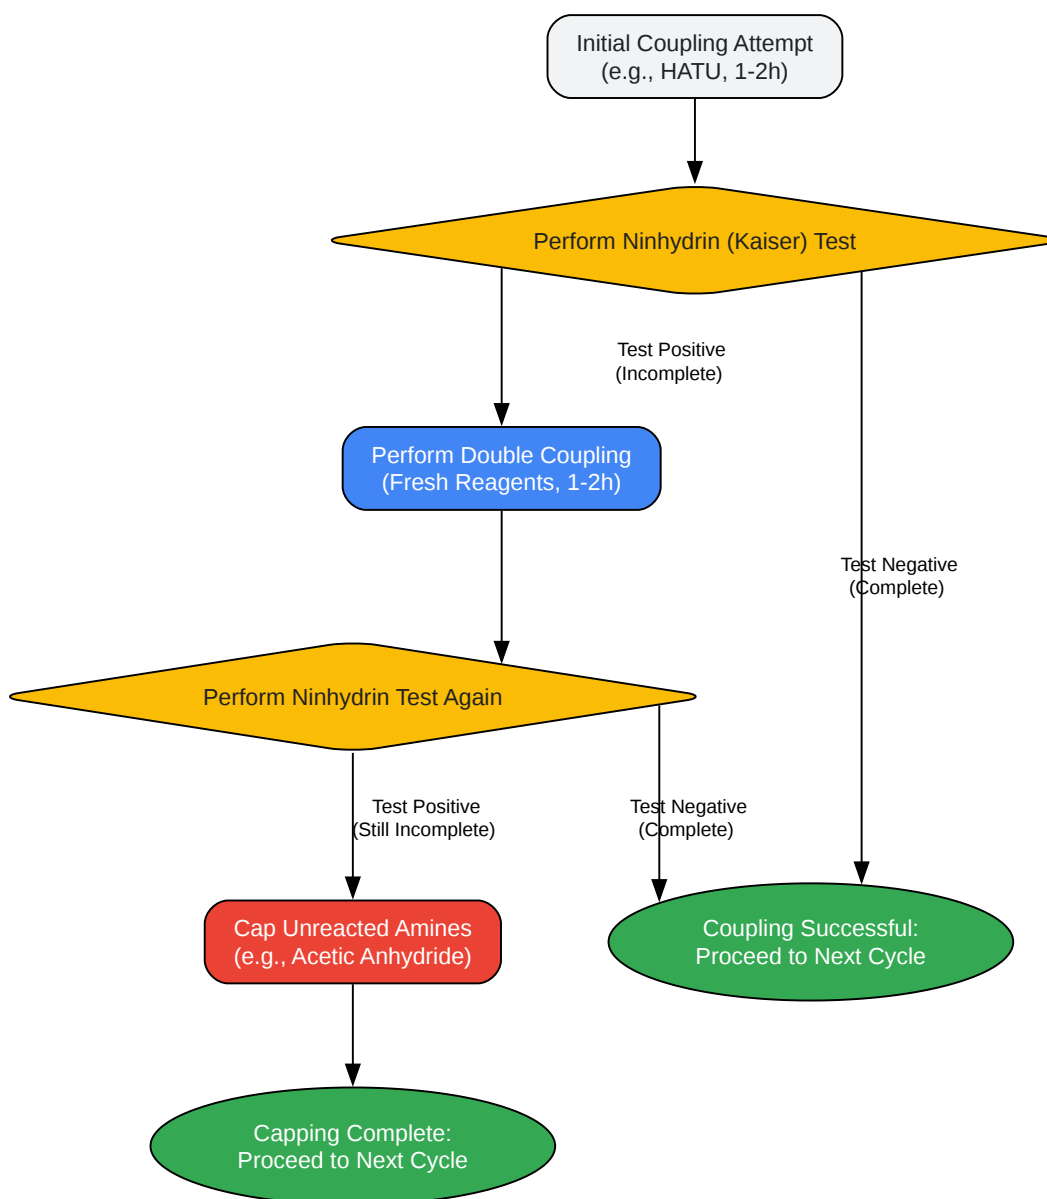 Initial Coupling Attempt
(e.g., HATU, 1-2h)
Perform Ninhydrin (Kaiser) Test
Test Positive
(Incomplete)
Perform Double Coupling
(Fresh Reagents, 1-2h)
Test Negative
(Complete)
Perform Ninhydrin Test Again
Test Positive
(Still Incomplete)
Test Negative
(Complete)
Cap Unreacted Amines
(e.g., Acetic Anhydride)
Coupling Successful:
Proceed to Next Cycle
Capping Complete:
Proceed to Next Cycle